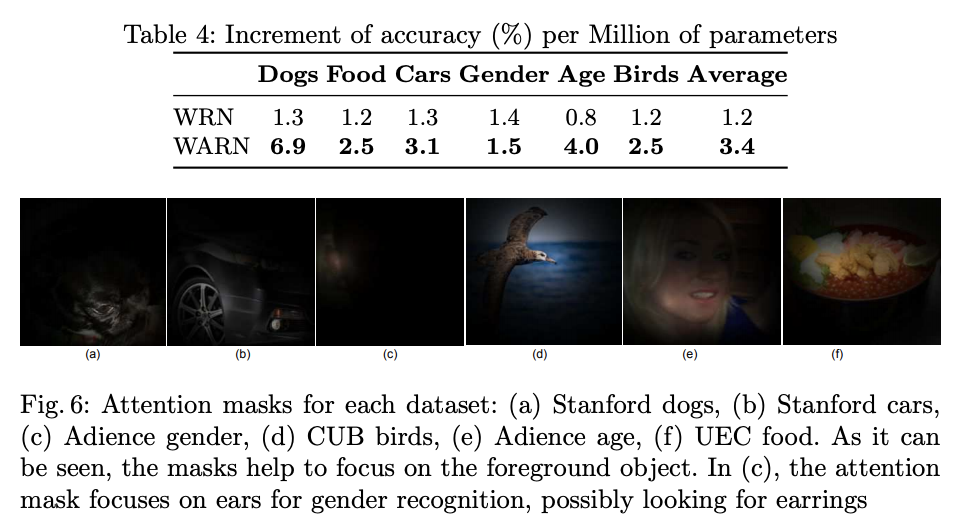 Table 4: Increment of accuracy (%) per Million of parameters
Dogs Food Cars Gender Age Birds Average
WRN 1.3 1.2 1.3 1.4 0.8 1.2 1.2
WARN 6.9 2.5 3.1 1.5 4.0 2.5 3.4
(a) (b) (c) (d) (e) (f)
Fig. 6: Attention masks for each dataset: (a) Stanford dogs, (b) Stanford cars,
(c) Adience gender, (d) CUB birds, (e) Adience age, (f) UEC food. As it can
be seen, the masks help to focus on the foreground object. In (c), the attention
mask focuses on ears for gender recognition, possibly looking for earrings